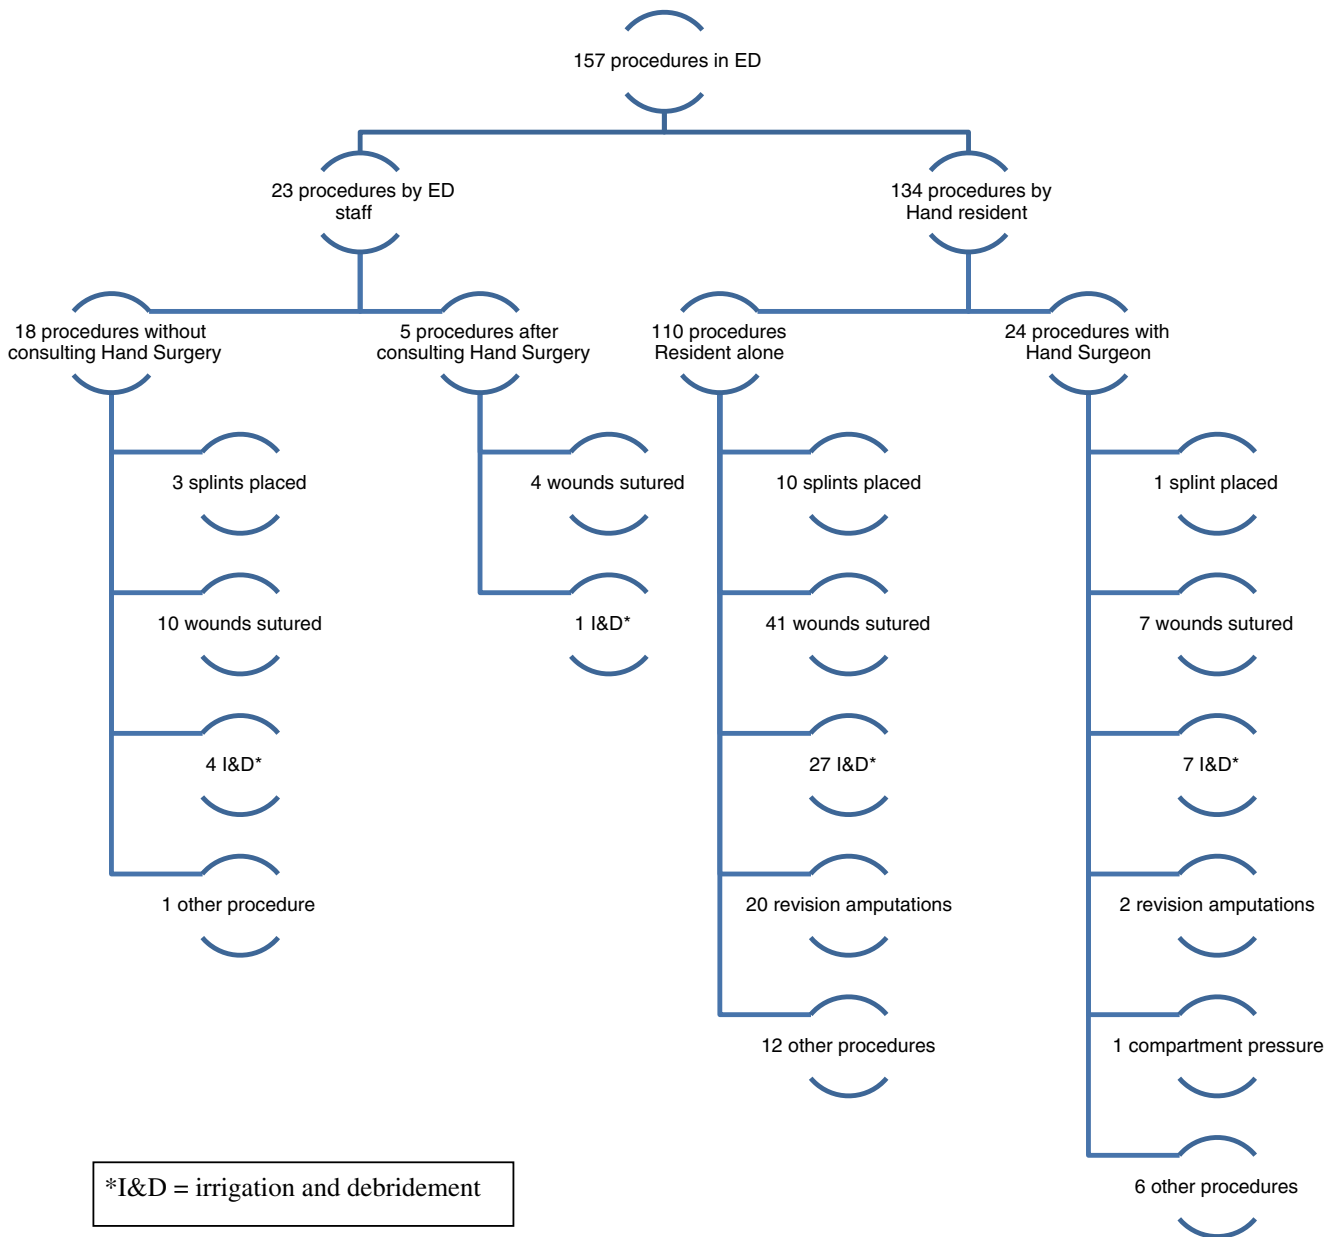 157 procedures in ED
23 procedures by ED
staff
134 procedures by
Hand resident
18 procedures without
consulting Hand Surgery
5 procedures after
consulting Hand Surgery
110 procedures
Resident alone
24 procedures with
Hand Surgeon
3 splints placed
10 wounds sutured
4 I&D*
1 other procedure
4 wounds sutured
1 I&D*
10 splints placed
41 wounds sutured
27 I&D*
20 revision amputations
12 other procedures
1 splint placed
7 wounds sutured
7 I&D*
2 revision amputations
1 compartment pressure
6 other procedures
*I&D = irrigation and debridement